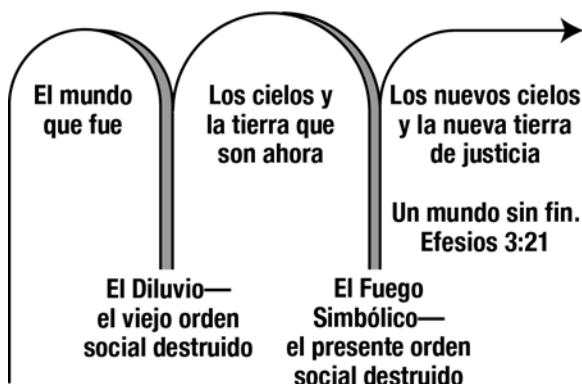 El mundo
que fue
Los cielos y
la tierra que
son ahora
Los nuevos cielos
y la nueva tierra
de justicia
Un mundo sin fin.
Efesios 3:21
El Diluvio—
el viejo orden
social destruido
El Fuego
Simbólico—
el presente orden
social destruido